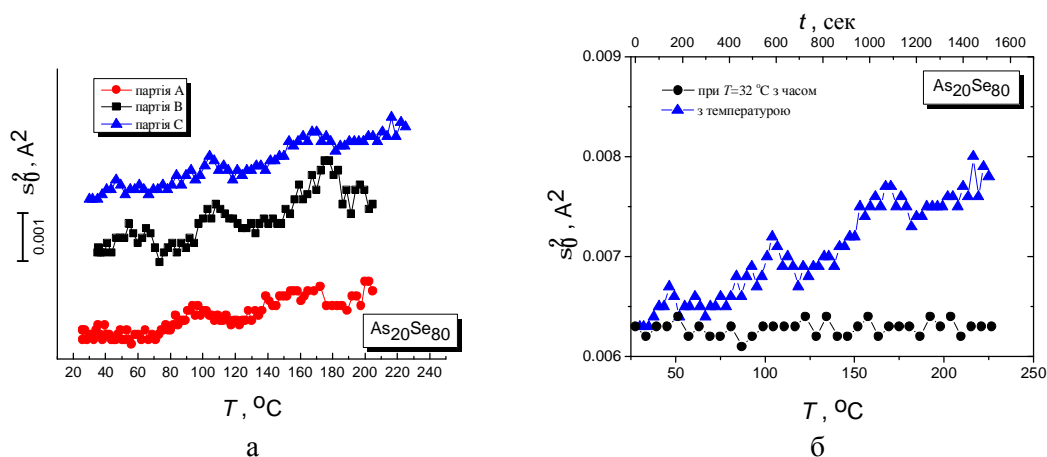 партія A
партія B
партія C
s₀², A²
0.001
As20Se80
20 40 60 80 100 120 140 160 180 200 220 240
T, °C
а
t, сек
0 200 400 600 800 1000 1200 1400 1600
0.009
0.008
0.007
0.006
при T=32 °C з часом
з температурою
As20Se80
s₀², A²
50 100 150 200 250
T, °C
б